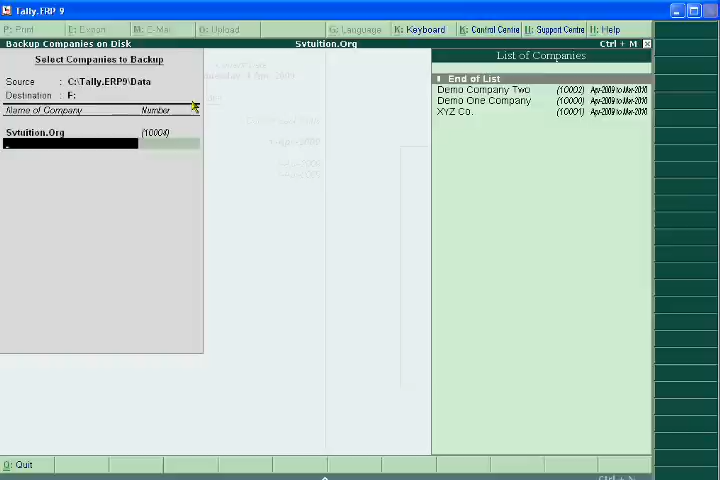 Tally.ERP 9
P: Print E: Export M: E-Mail O: Upload G: Language K: Keyboard K: Control Centre H: Support Centre H: Help
Backup Companies on Disk Svtuition.Org Ctrl + M
Select Companies to Backup
Source : C:\Tally.ERP9\Data
Destination : F:
Name of Company Number
Svtuition.Org (10004)
List of Companies
End of List
Demo Company Two (10002) Apr-2009 to Mar-2010
Demo One Company (10000) Apr-2009 to Mar-2010
XYZ Co. (10001) Apr-2009 to Mar-2010
Q: Quit
Ctrl + N